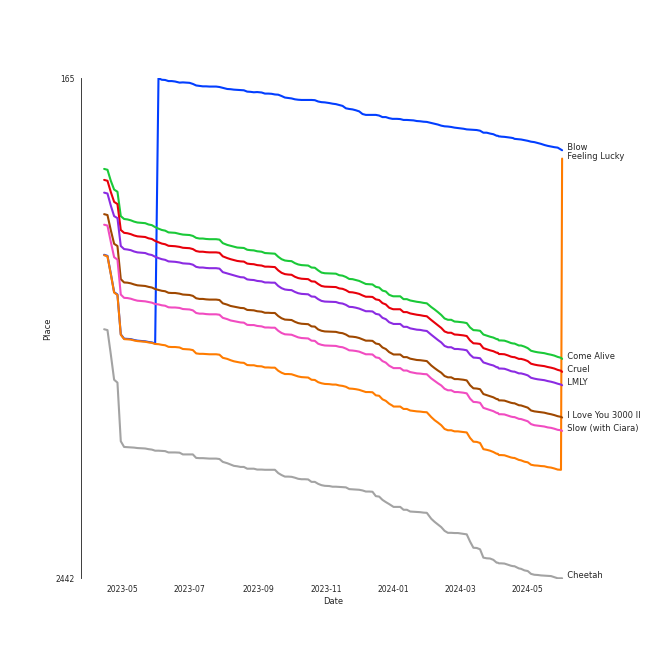 165
Place
2442
Blow
Feeling Lucky
Come Alive
Cruel
LMLY
I Love You 3000 II
Slow (with Ciara)
Cheetah
2023-05 2023-07 2023-09 2023-11 2024-01 2024-03 2024-05
Date